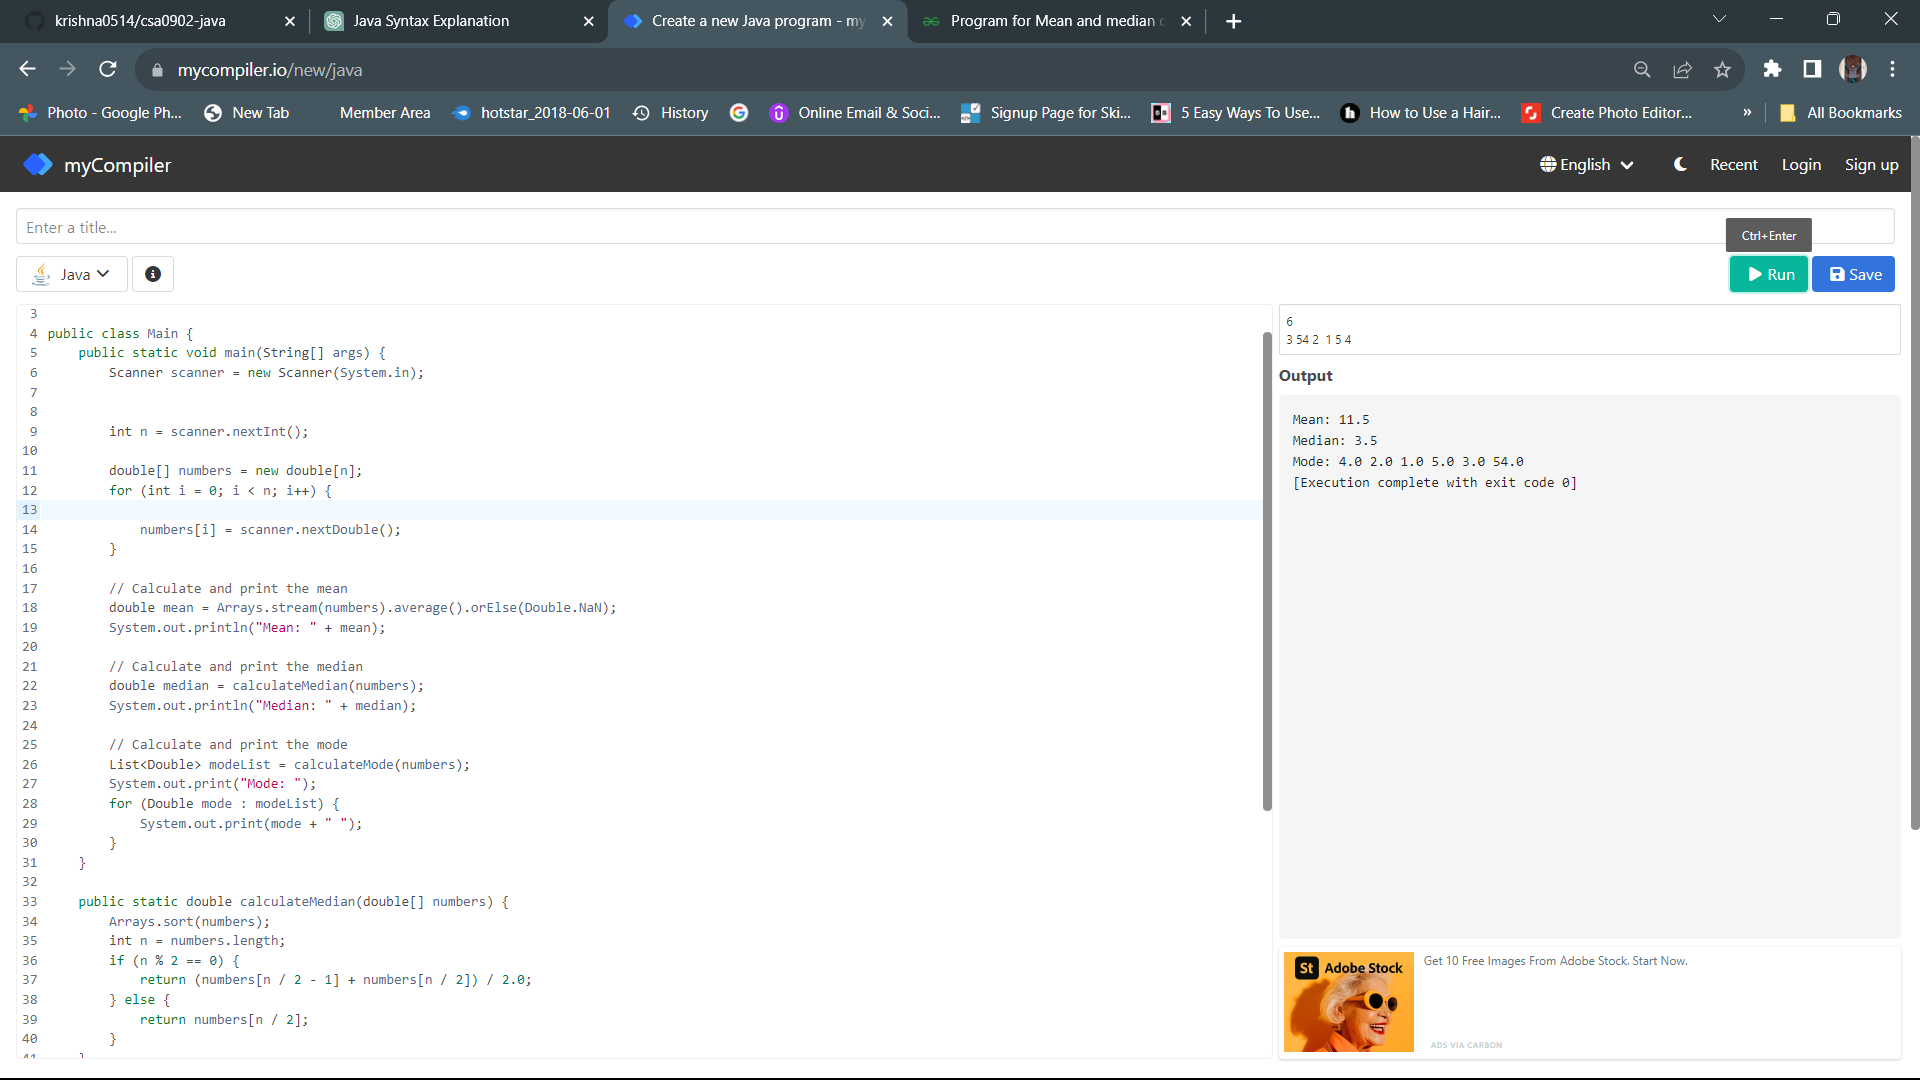 krishna0514/csa0902-java
Java Syntax Explanation
Create a new Java program - my
Program for Mean and median
mycompiler.io/new/java
Photo - Google Ph...
New Tab
Member Area
hotstar_2018-06-01
History
Online Email & Soci...
Signup Page for Ski...
5 Easy Ways To Use...
How to Use a Hair...
Create Photo Editor...
»
All Bookmarks
myCompiler
English
Recent
Login
Sign up
Enter a title...
Ctrl+Enter
Java
Run
Save
3
4 public class Main {
5     public static void main(String[] args) {
6         Scanner scanner = new Scanner(System.in);
7
8
9         int n = scanner.nextInt();
10
11         double[] numbers = new double[n];
12         for (int i = 0; i < n; i++) {
13
14             numbers[i] = scanner.nextDouble();
15         }
16
17         // Calculate and print the mean
18         double mean = Arrays.stream(numbers).average().orElse(Double.NaN);
19         System.out.println("Mean: " + mean);
20
21         // Calculate and print the median
22         double median = calculateMedian(numbers);
23         System.out.println("Median: " + median);
24
25         // Calculate and print the mode
26         List<Double> modeList = calculateMode(numbers);
27         System.out.print("Mode: ");
28         for (Double mode : modeList) {
29             System.out.print(mode + " ");
30         }
31     }
32
33     public static double calculateMedian(double[] numbers) {
34         Arrays.sort(numbers);
35         int n = numbers.length;
36         if (n % 2 == 0) {
37             return (numbers[n / 2 - 1] + numbers[n / 2]) / 2.0;
38         } else {
39             return numbers[n / 2];
40         }
6
3 54 2  1 5 4
Output
Mean: 11.5
Median: 3.5
Mode: 4.0 2.0 1.0 5.0 3.0 54.0
[Execution complete with exit code 0]
St Adobe Stock
Get 10 Free Images From Adobe Stock. Start Now.
ADS VIA CARBON